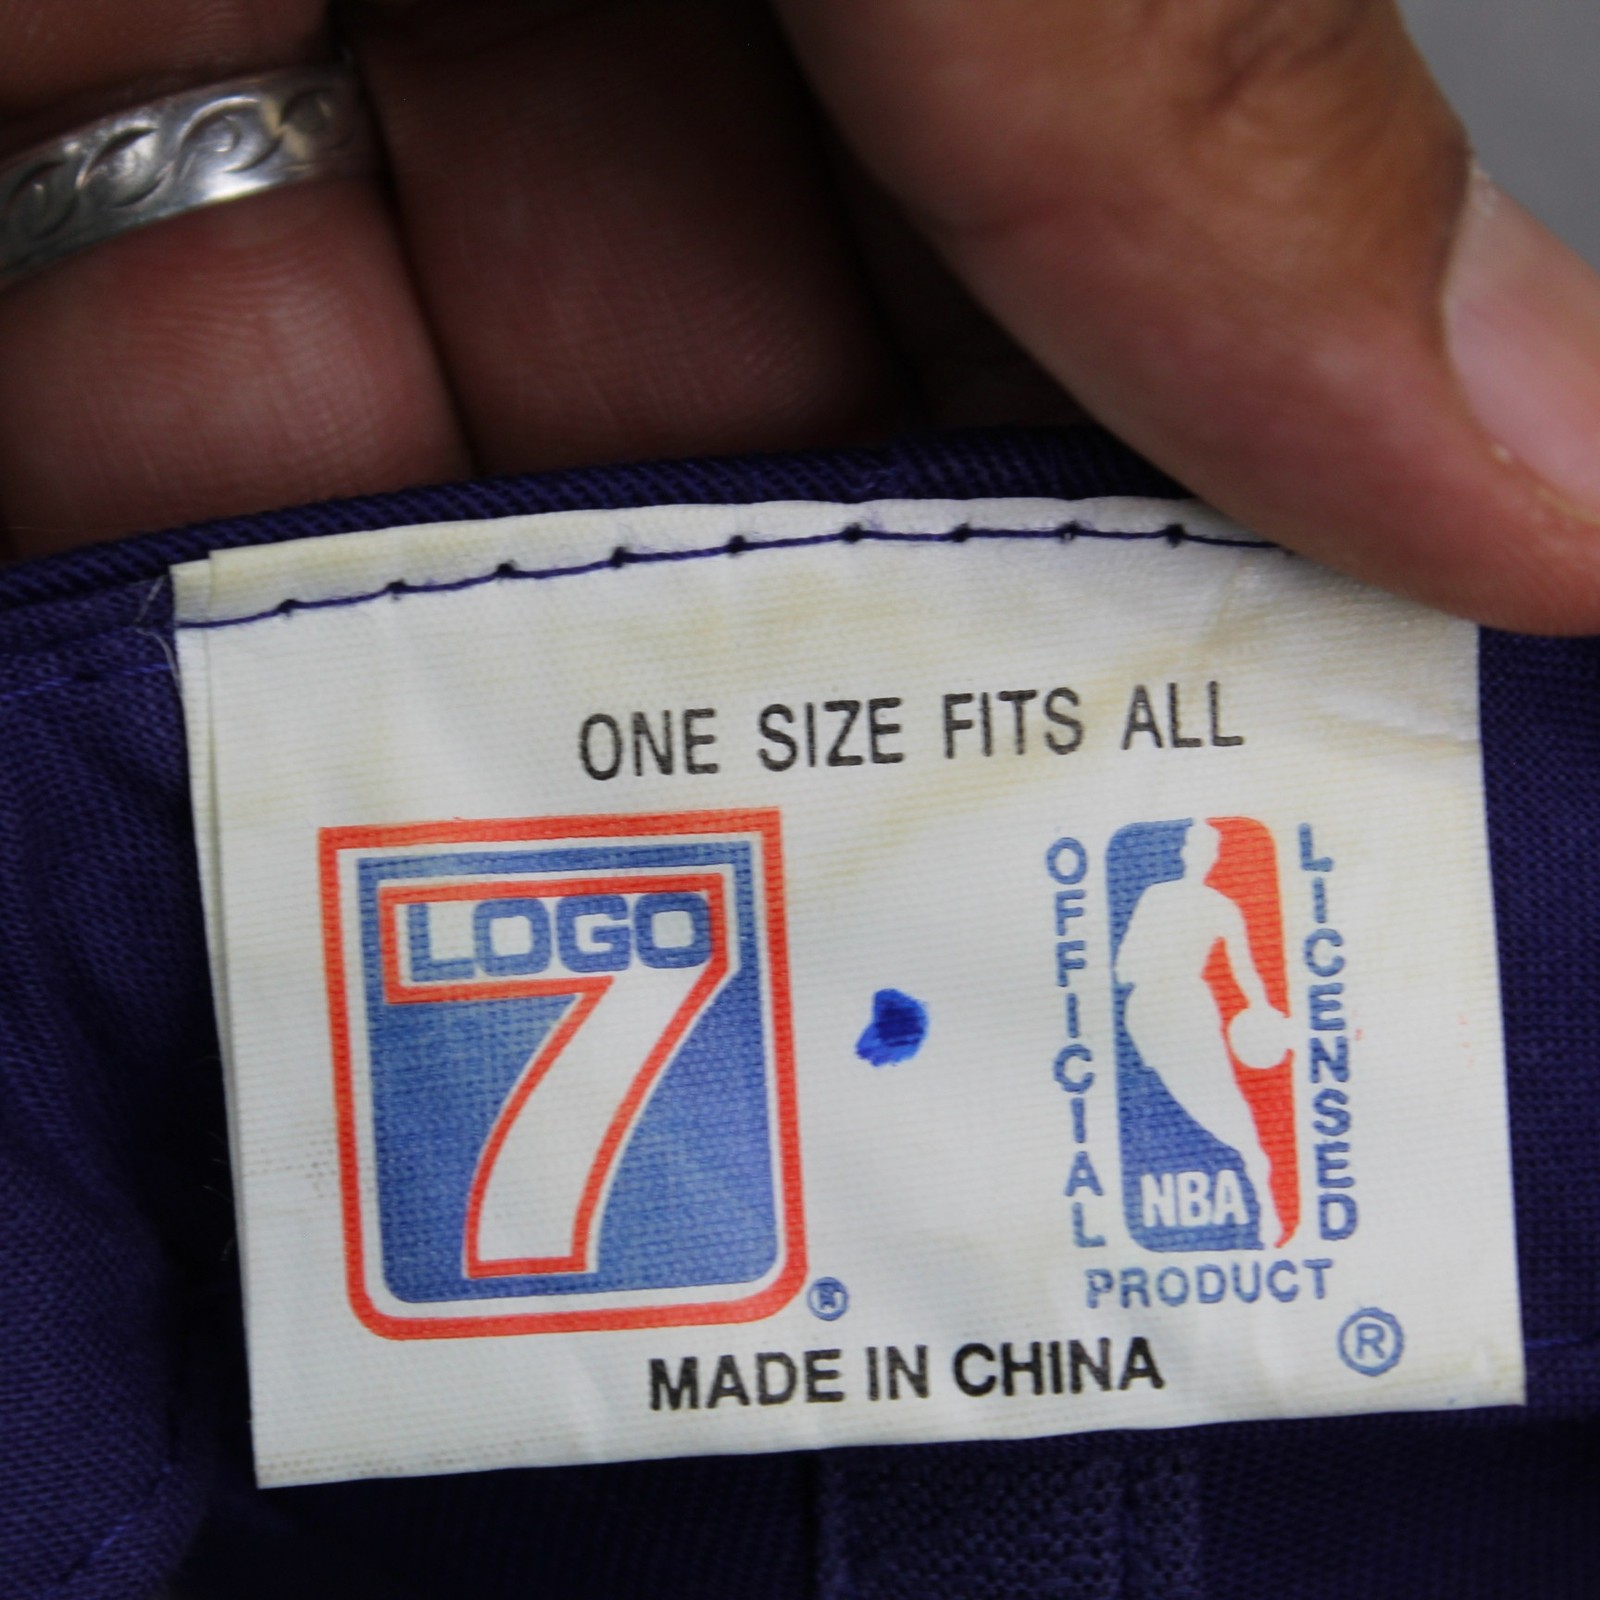 ONE SIZE FITS ALL
LOGO
7
®
OFFICIAL
NBA
LICENSED
PRODUCT
®
MADE IN CHINA